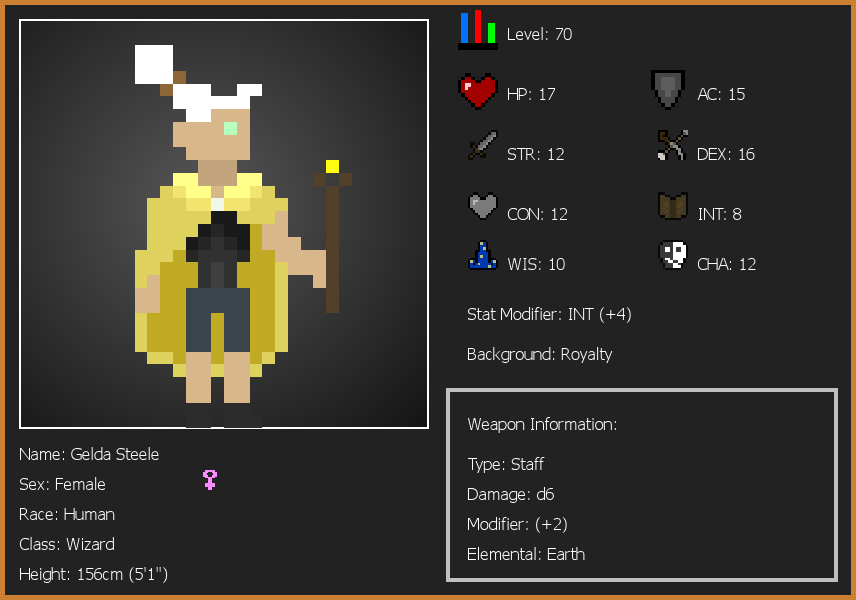 Level: 70
HP: 17
AC: 15
STR: 12
DEX: 16
CON: 12
INT: 8
WIS: 10
CHA: 12
Stat Modifier: INT (+4)
Background: Royalty
Weapon Information:
Type: Staff
Damage: d6
Modifier: (+2)
Elemental: Earth
Name: Gelda Steele
Sex: Female
Race: Human
Class: Wizard
Height: 156cm (5'1")